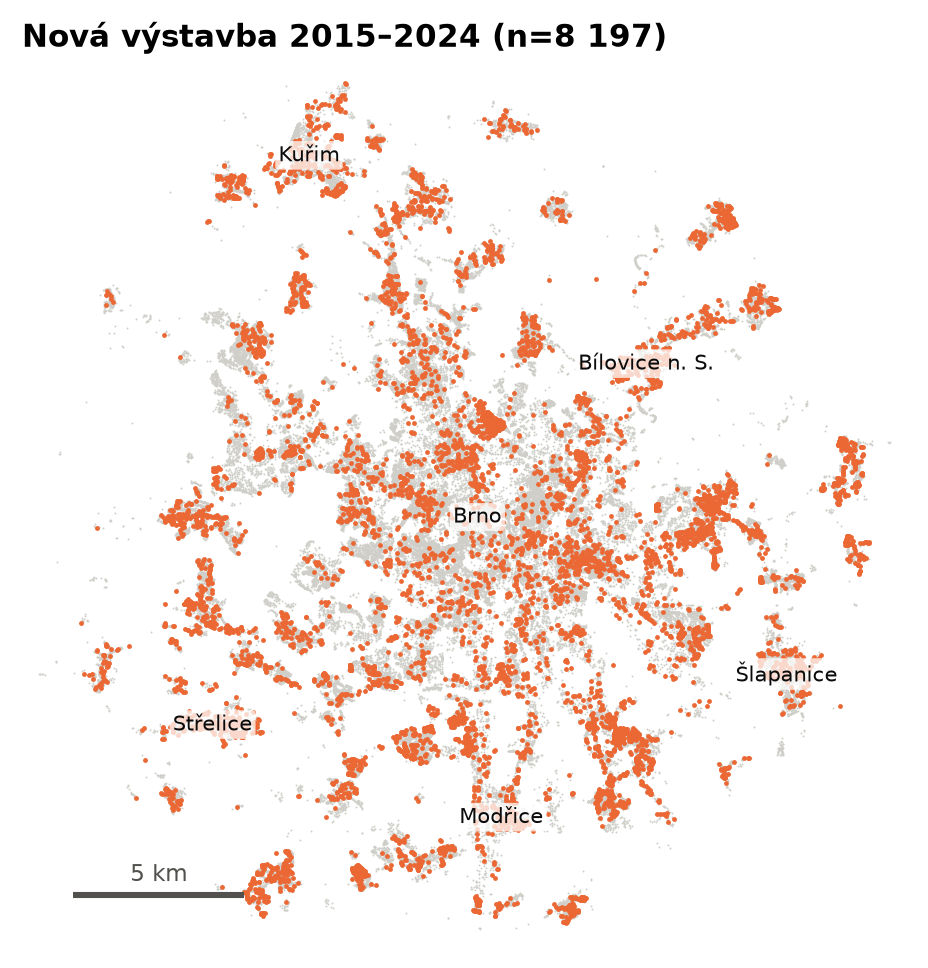 Nová výstavba 2015–2024 (n=8 197)
Kuřim
Bílovice n. S.
Brno
Šlapanice
Střelice
Modřice
5 km